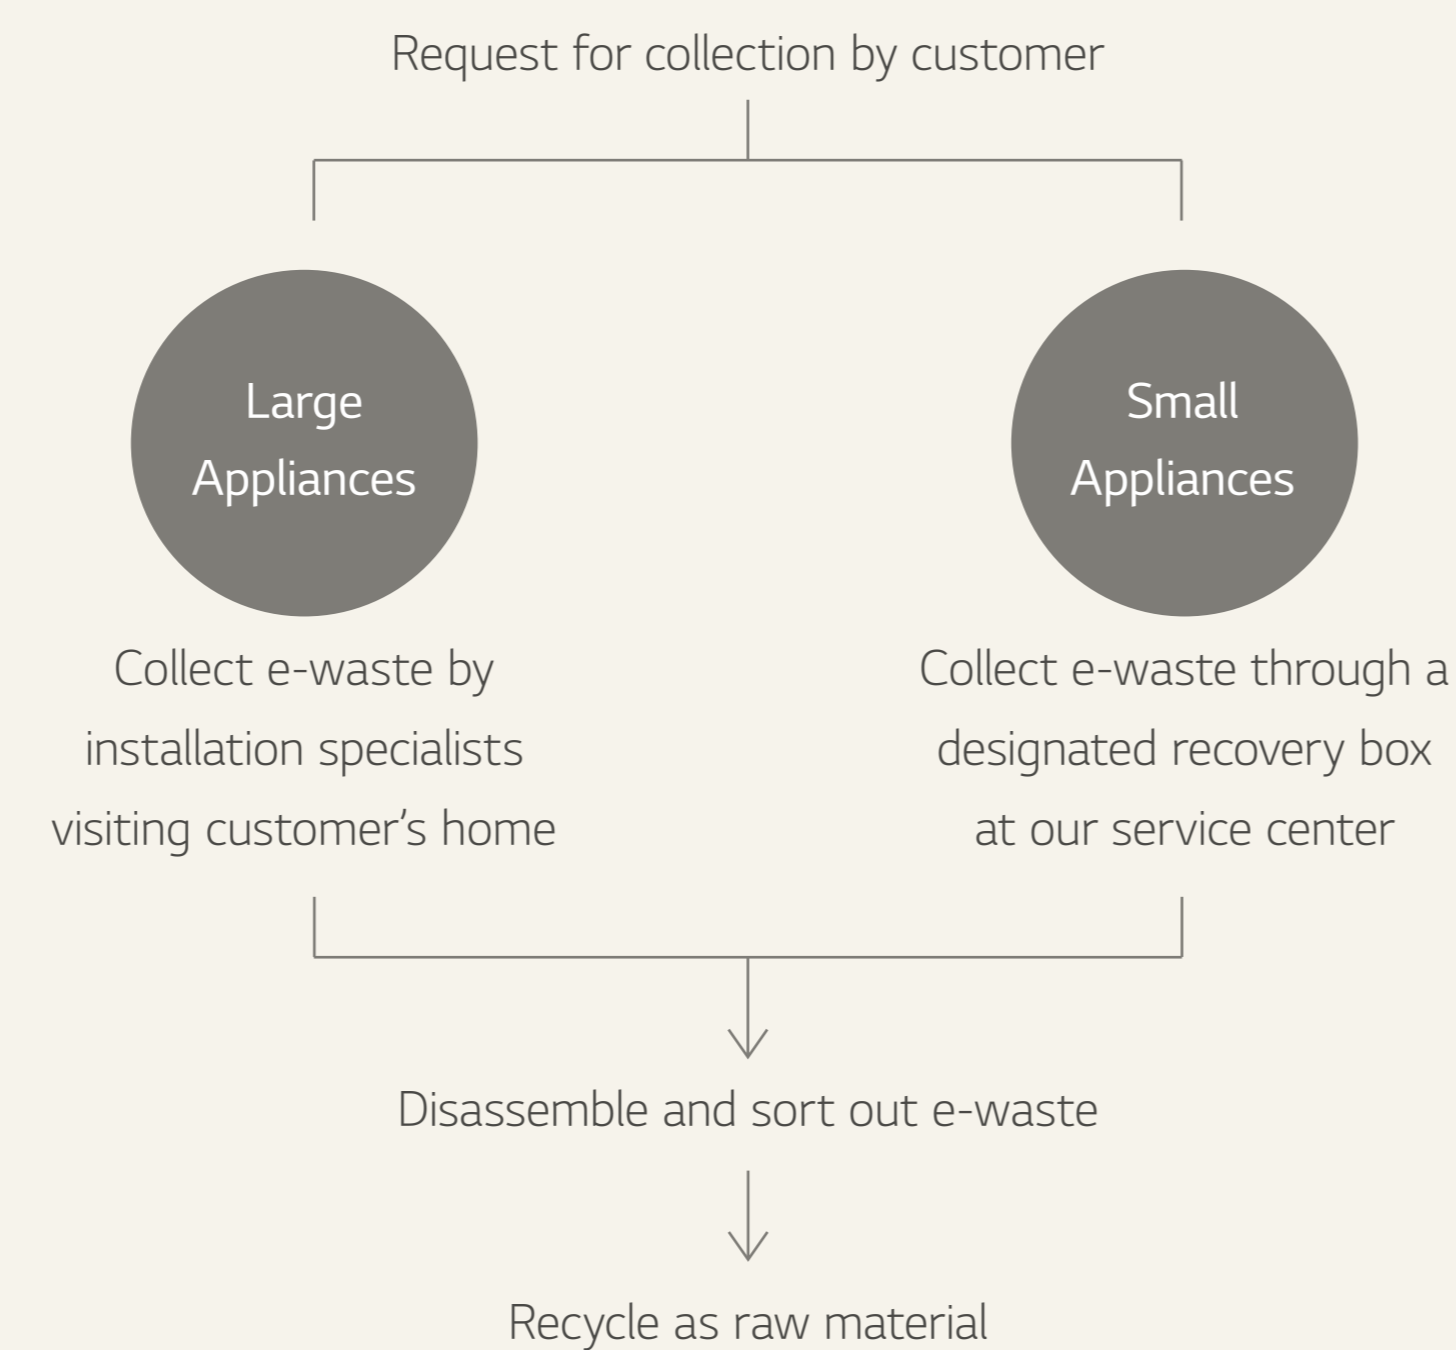 Request for collection by customer
Large
Appliances
Collect e-waste by
installation specialists
visiting customer’s home
Small
Appliances
Collect e-waste through a
designated recovery box
at our service center
Disassemble and sort out e-waste
Recycle as raw material